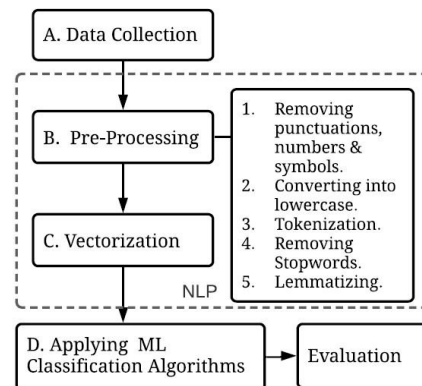 A. Data Collection
B. Pre-Processing
1. Removing
punctuations,
numbers &
symbols.
2. Converting into
lowercase.
3. Tokenization.
4. Removing
Stopwords.
5. Lemmatizing.
C. Vectorization
NLP
D. Applying ML
Classification Algorithms
Evaluation